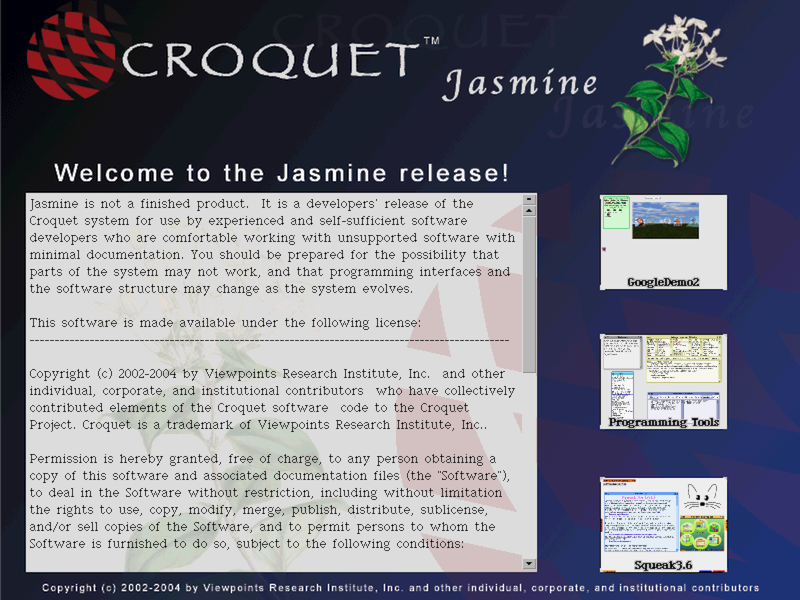 CROQUET™
Jasmine
Welcome to the Jasmine release!
Jasmine is not a finished product.  It is a developers' release of the
Croquet system for use by experienced and self-sufficient software
developers who are comfortable working with unsupported software with
minimal documentation. You should be prepared for the possibility that
parts of the system may not work, and that programming interfaces and
the software structure may change as the system evolves.
This software is made available under the following license:
--------------------------------------------------------------------------------
Copyright (c) 2002-2004 by Viewpoints Research Institute, Inc.  and other
individual, corporate, and institutional contributors  who have collectively
contributed elements of the Croquet software  code to the Croquet
Project. Croquet is a trademark of Viewpoints Research Institute, Inc..
Permission is hereby granted, free of charge, to any person obtaining a
copy of this software and associated documentation files (the "Software"),
to deal in the Software without restriction, including without limitation
the rights to use, copy, modify, merge, publish, distribute, sublicense,
and/or sell copies of the Software, and to permit persons to whom the
Software is furnished to do so, subject to the following conditions:
GoogleDemo2
Programming Tools
Squeak3.6
Copyright (c) 2002-2004 by Viewpoints Research Institute, Inc. and other individual, corporate, and institutional contributors